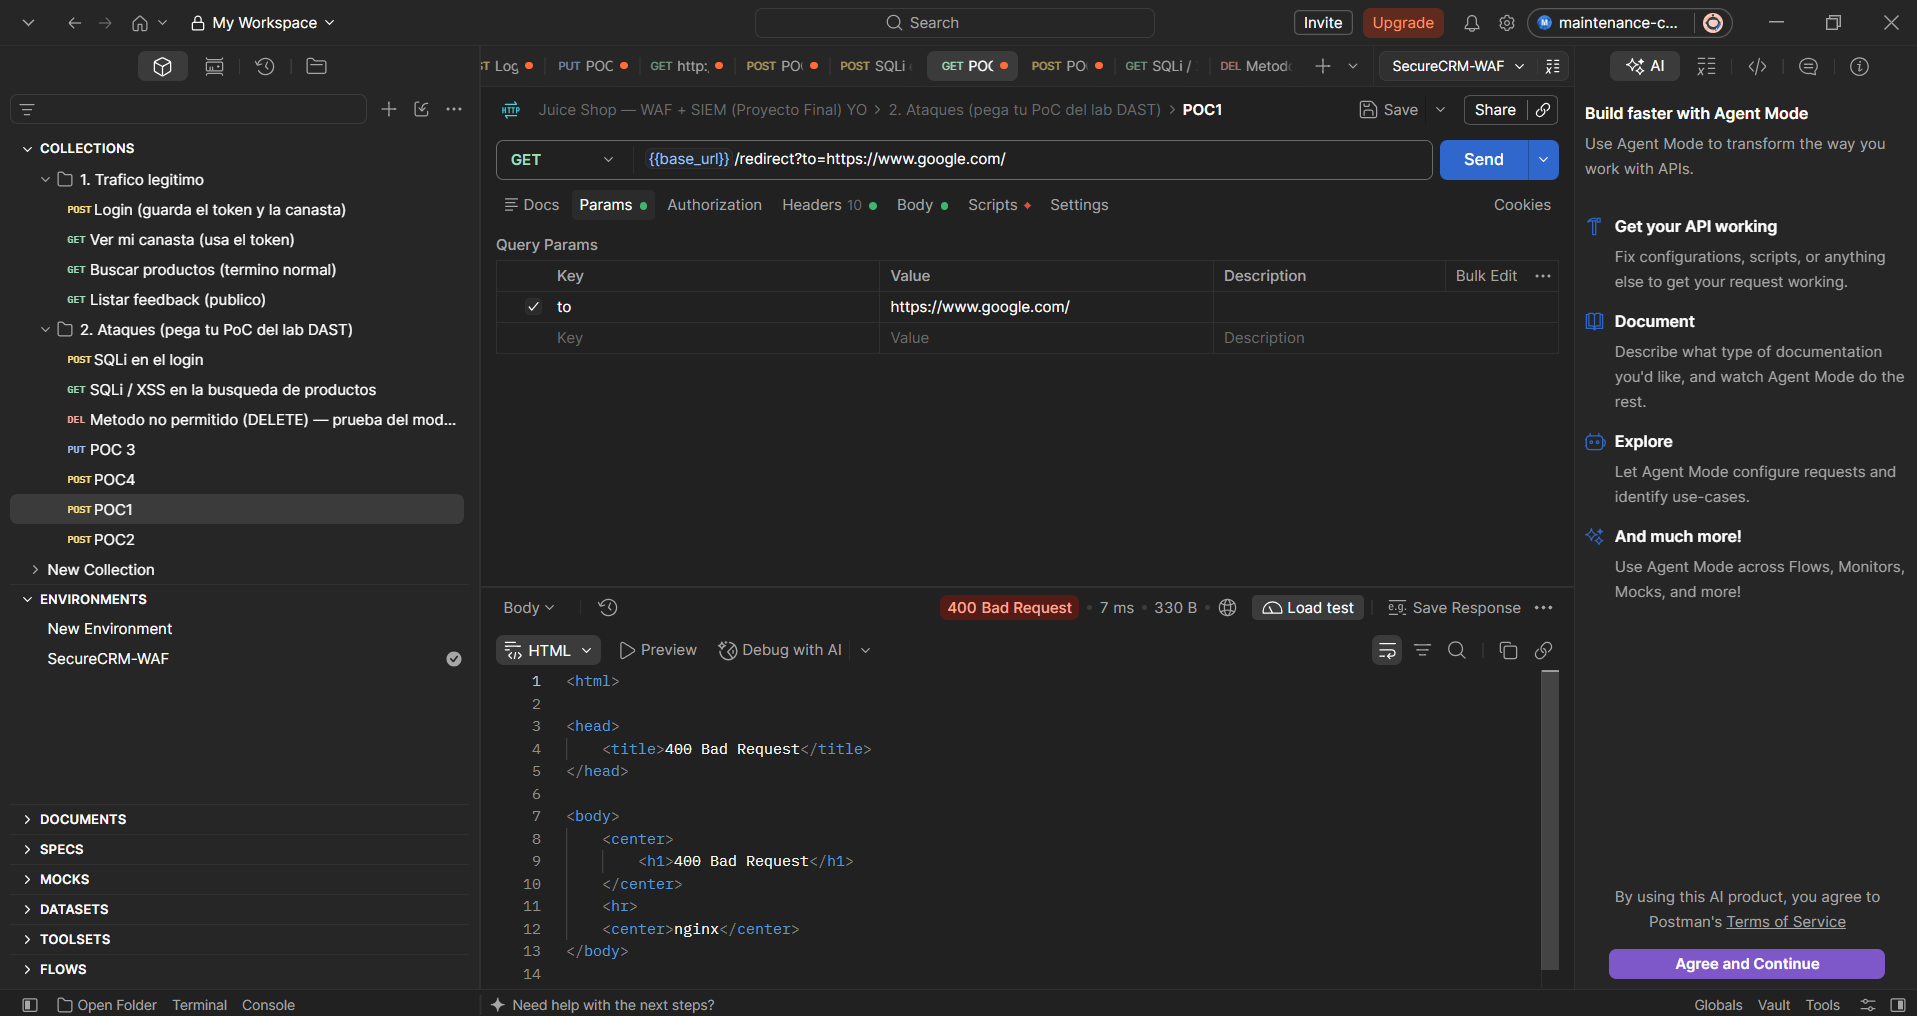 My Workspace
Search
Invite
Upgrade
maintenance-c...
SecureCRM-WAF
AI
Log
PUT POC
GET http:
POST PO
POST SQLi
GET POC
POST PO
GET SQLi /
DEL Metod
Juice Shop — WAF + SIEM (Proyecto Final) YO > 2. Ataques (pega tu PoC del lab DAST) > POC1
Save
Share
GET
{{base_url}} /redirect?to=https://www.google.com/
Send
Docs
Params
Authorization
Headers 10
Body
Scripts
Settings
Cookies
Query Params
Key
Value
Description
Bulk Edit
to
https://www.google.com/
Key
Value
Description
COLLECTIONS
1. Trafico legitimo
POST Login (guarda el token y la canasta)
GET Ver mi canasta (usa el token)
GET Buscar productos (termino normal)
GET Listar feedback (publico)
2. Ataques (pega tu PoC del lab DAST)
POST SQLi en el login
GET SQLi / XSS en la busqueda de productos
DEL Metodo no permitido (DELETE) — prueba del mod...
PUT POC 3
POST POC4
POST POC1
POST POC2
New Collection
ENVIRONMENTS
New Environment
SecureCRM-WAF
DOCUMENTS
SPECS
MOCKS
DATASETS
TOOLSETS
FLOWS
Body
400 Bad Request
7 ms
330 B
Load test
e.g. Save Response
HTML
Preview
Debug with AI
1 <html>
2
3 <head>
4 <title>400 Bad Request</title>
5 </head>
6
7 <body>
8 <center>
9 <h1>400 Bad Request</h1>
10 </center>
11 <hr>
12 <center>nginx</center>
13 </body>
14
Build faster with Agent Mode
Use Agent Mode to transform the way you
work with APIs.
Get your API working
Fix configurations, scripts, or anything
else to get your request working.
Document
Describe what type of documentation
you'd like, and watch Agent Mode do the
rest.
Explore
Let Agent Mode configure requests and
identify use-cases.
And much more!
Use Agent Mode across Flows, Monitors,
Mocks, and more!
By using this AI product, you agree to
Postman's Terms of Service
Agree and Continue
Open Folder
Terminal
Console
Need help with the next steps?
Globals
Vault
Tools